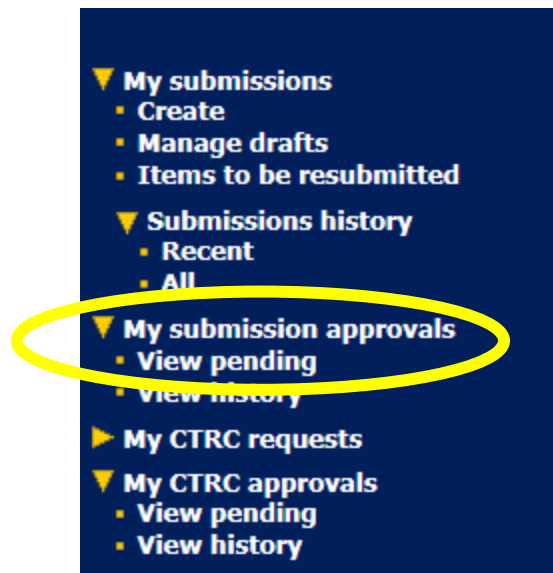 My submissions
Create
Manage drafts
Items to be resubmitted
Submissions history
Recent
All
My submission approvals
View pending
View history
My CTRC requests
My CTRC approvals
View pending
View history